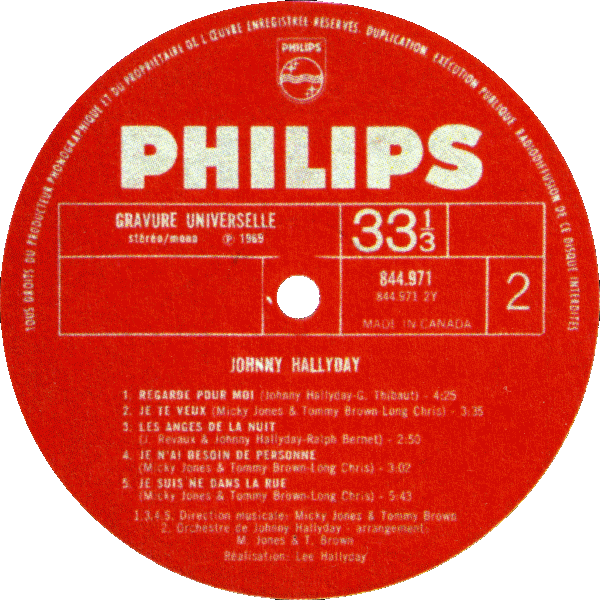 TOUS DROITS DU PRODUCTEUR PHONOGRAPHIQUE ET DU PROPRIÉTAIRE DE L'ŒUVRE ENREGISTRÉE RÉSERVÉS. DUPLICATION, EXÉCUTION PUBLIQUE RADIODIFFUSION DE CE DISQUE INTERDITES
PHILIPS
PHILIPS
GRAVURE UNIVERSELLE
stéréo/mono ℗ 1969
33⅓
844.971
844.971 2Y
MADE IN CANADA
2
JOHNNY HALLYDAY
1. REGARDE POUR MOI (Johnny Hallyday-G. Thibaut) - 4:25
2. JE TE VEUX (Micky Jones & Tommy Brown-Long Chris) - 3:35
3. LES ANGES DE LA NUIT
(J. Revaux & Johnny Hallyday-Ralph Bernet) - 2:50
4. JE N'AI BESOIN DE PERSONNE
(Micky Jones & Tommy Brown-Long Chris) - 3:02
5. JE SUIS NE DANS LA RUE
(Micky Jones & Tommy Brown-Long Chris) - 5:43
1.3.4.5. Direction musicale: Micky Jones & Tommy Brown
2. Orchestre de Johnny Hallyday - arrangement:
M. Jones & T. Brown
Réalisation: Lee Hallyday